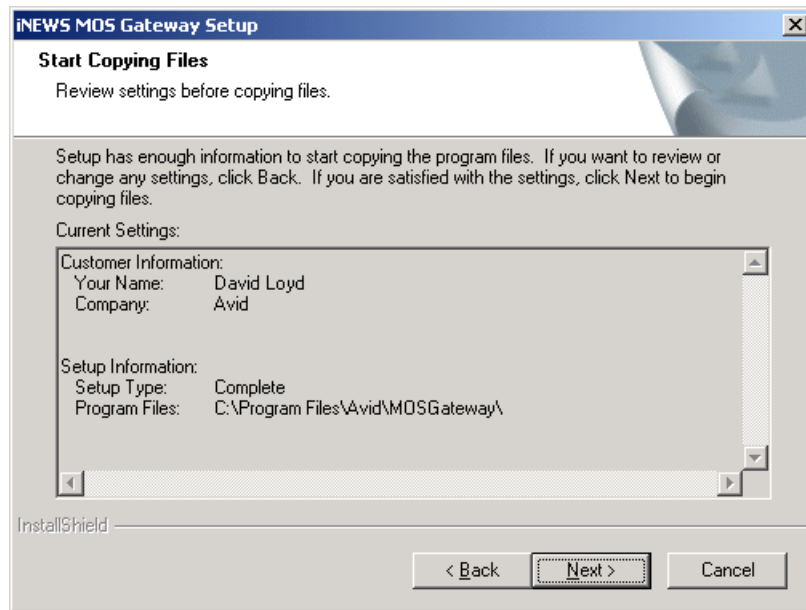 iNEWS MOS Gateway Setup
Start Copying Files
Review settings before copying files.
Setup has enough information to start copying the program files.  If you want to review or
change any settings, click Back.  If you are satisfied with the settings, click Next to begin
copying files.
Current Settings:
Customer Information:
Your Name: David Loyd
Company: Avid
Setup Information:
Setup Type: Complete
Program Files: C:\Program Files\Avid\MOSGateway\
InstallShield
< Back Next > Cancel